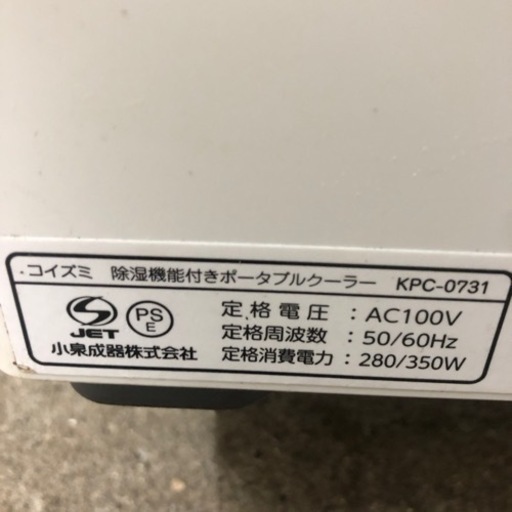 コイズミ 除湿機能付きポータブルクーラー KPC-0731
JET
PS
E
小泉成器株式会社
定格電圧 : AC100V
定格周波数 : 50/60Hz
定格消費電力 : 280/350W